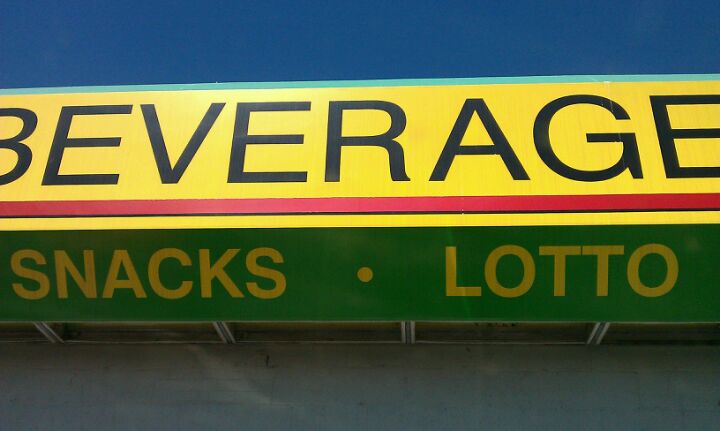 BEVERAGE
SNACKS • LOTTO